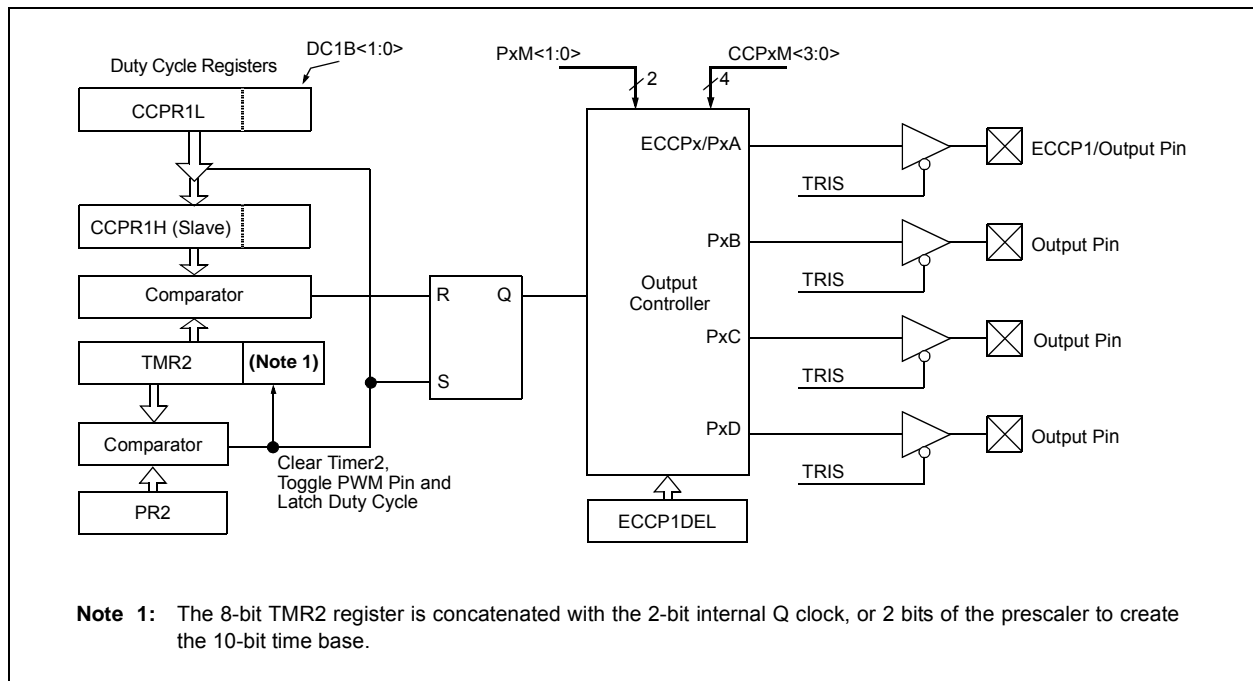 PxM<1:0>
CCPxM<3:0>
DC1B<1:0>
Duty Cycle Registers
2
4
CCPR1L
ECCPx/PxA
ECCP1/Output Pin
TRIS
CCPR1H (Slave)
PxB
Output Pin
TRIS
Comparator
R
Q
Output
Controller
PxC
Output Pin
TMR2
(Note 1)
TRIS
S
PxD
Output Pin
Comparator
TRIS
Clear Timer2,
Toggle PWM Pin and
Latch Duty Cycle
PR2
ECCP1DEL
Note 1: The 8-bit TMR2 register is concatenated with the 2-bit internal Q clock, or 2 bits of the prescaler to create
the 10-bit time base.